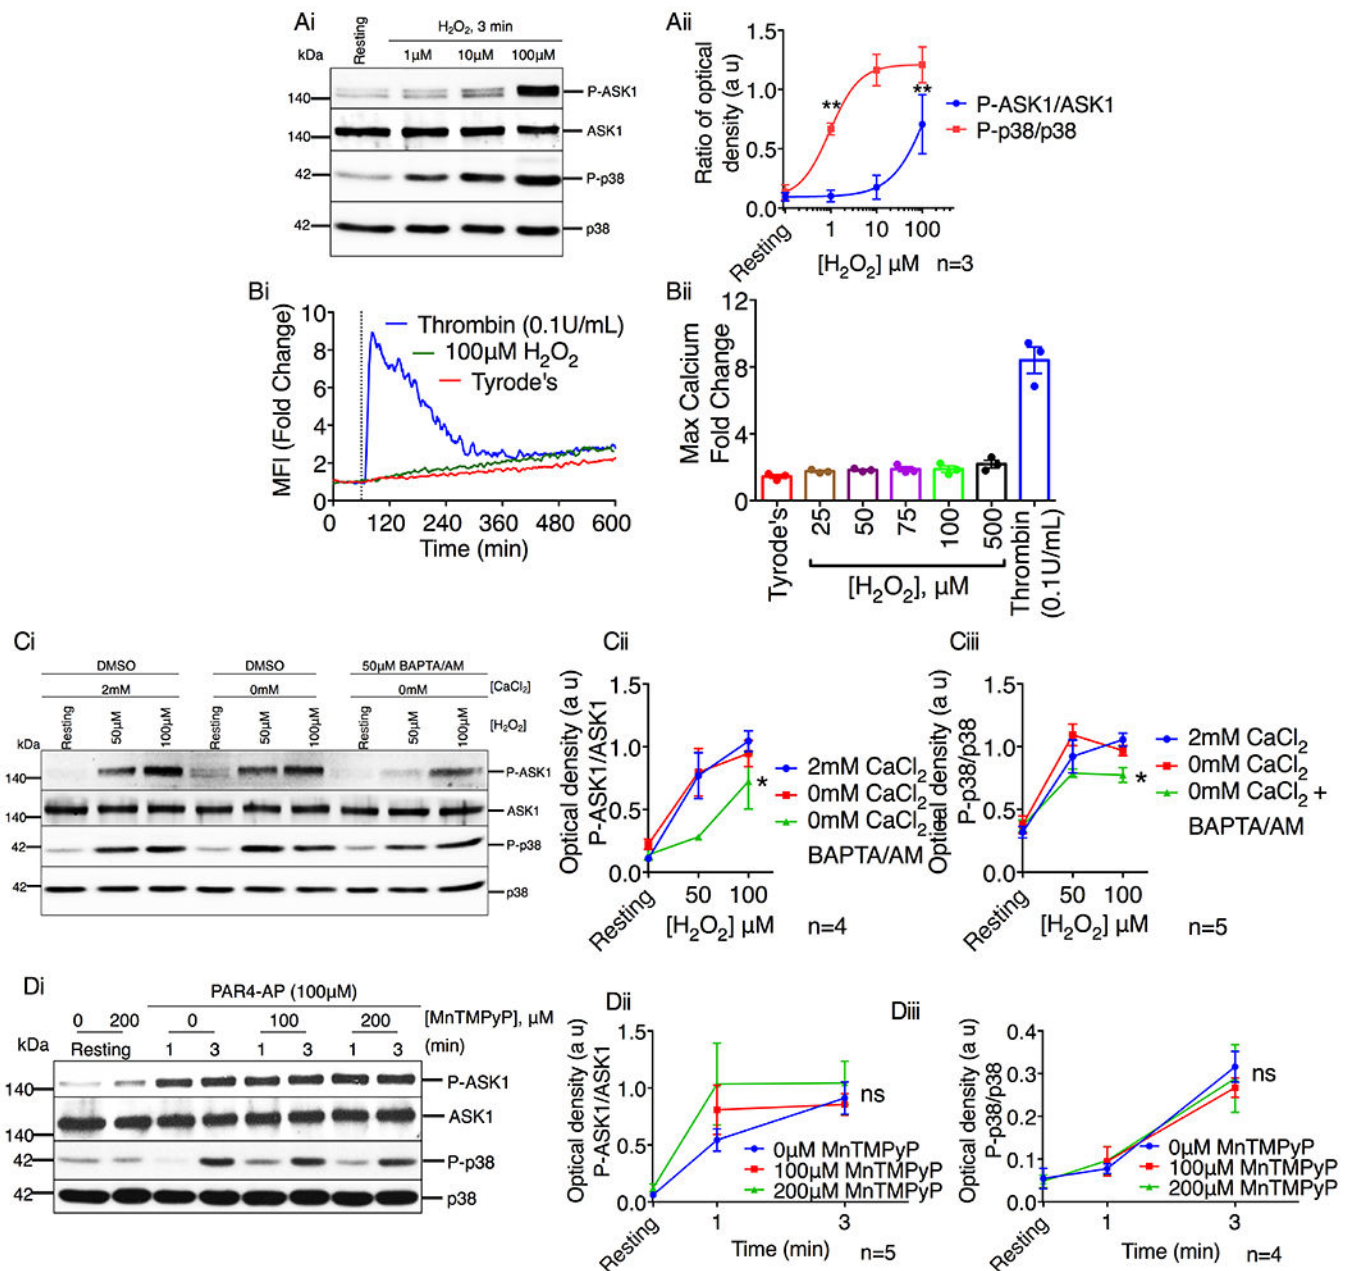 Ai
H₂O₂, 3 min
kDa
Resting
1µM
10µM
100µM
140
P-ASK1
140
ASK1
42
P-p38
42
p38
Aii
Ratio of optical
density (a u)
1.5
1.0
0.5
0.0
**
**
P-ASK1/ASK1
P-p38/p38
Resting
1
10
100
[H₂O₂] µM
n=3
Bi
MFI (Fold Change)
10
8
6
4
2
0
Thrombin (0.1U/mL)
100µM H₂O₂
Tyrode's
0
120
240
360
480
600
Time (min)
Bii
Max Calcium
Fold Change
12
8
4
0
Tyrode's
25
50
75
100
500
Thrombin
(0.1U/mL)
[H₂O₂], µM
Ci
DMSO
DMSO
50µM BAPTA/AM
2mM
0mM
0mM
[CaCl₂]
Resting
50µM
100µM
Resting
50µM
100µM
Resting
50µM
100µM
[H₂O₂]
kDa
140
P-ASK1
140
ASK1
42
P-p38
42
p38
Cii
Optical density (a u)
P-ASK1/ASK1
1.5
1.0
0.5
0.0
*
2mM CaCl₂
0mM CaCl₂
0mM CaCl₂
BAPTA/AM
Resting
50
100
[H₂O₂] µM
n=4
Ciii
Optical density (a u)
P-p38/p38
1.5
1.0
0.5
0.0
*
2mM CaCl₂
0mM CaCl₂
0mM CaCl₂ +
BAPTA/AM
Resting
50
100
[H₂O₂] µM
n=5
Di
PAR4-AP (100µM)
0
200
0
100
200
[MnTMPyP], µM
kDa
Resting
1
3
1
3
1
3
(min)
140
P-ASK1
140
ASK1
42
P-p38
42
p38
Dii
Optical density (a u)
P-ASK1/ASK1
1.5
1.0
0.5
0.0
ns
0µM MnTMPyP
100µM MnTMPyP
200µM MnTMPyP
Resting
1
3
Time (min)
n=5
Diii
Optical density (a u)
P-p38/p38
0.4
0.3
0.2
0.1
0.0
ns
0µM MnTMPyP
100µM MnTMPyP
200µM MnTMPyP
Resting
1
3
Time (min)
n=4